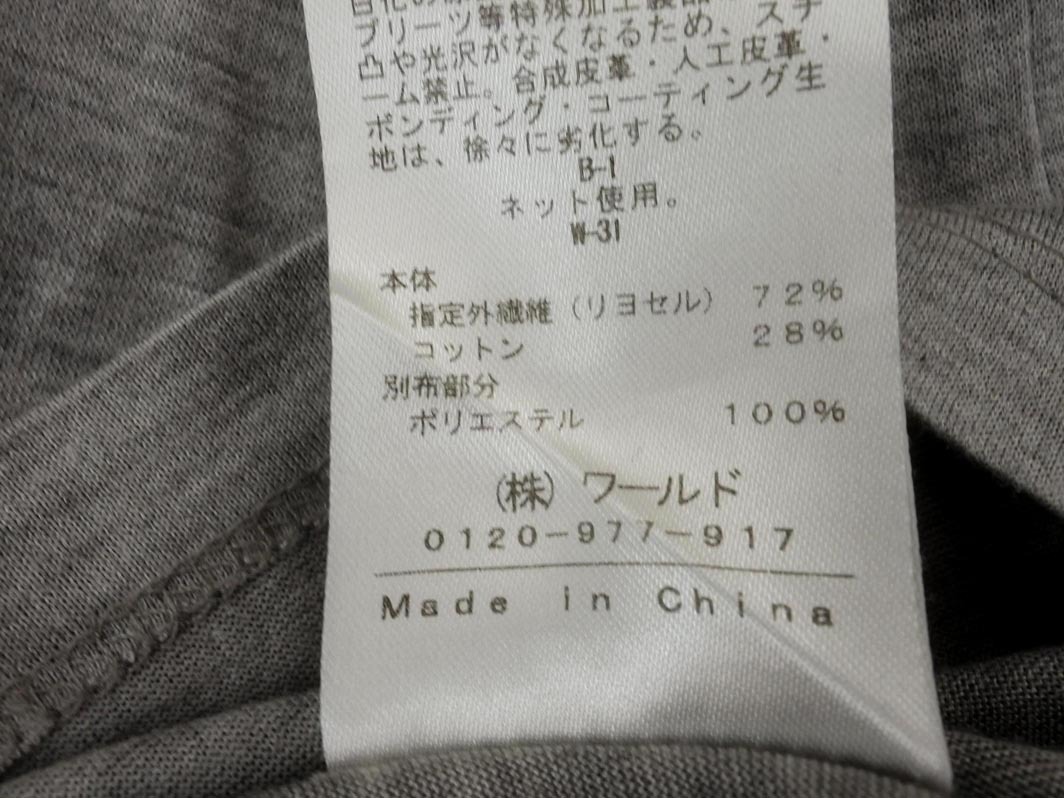 プリーツ等特殊加工製品
凸や光沢がなくなるため、スチ
ーム禁止。合成皮革・人工皮革・
ボンディング・コーティング生
地は、徐々に劣化する。
B-1
ネット使用。
W-31
本体
指定外繊維（リヨセル） 72%
コットン 28%
別布部分
ポリエステル 100%
（株）ワールド
0120-977-917
Made in China